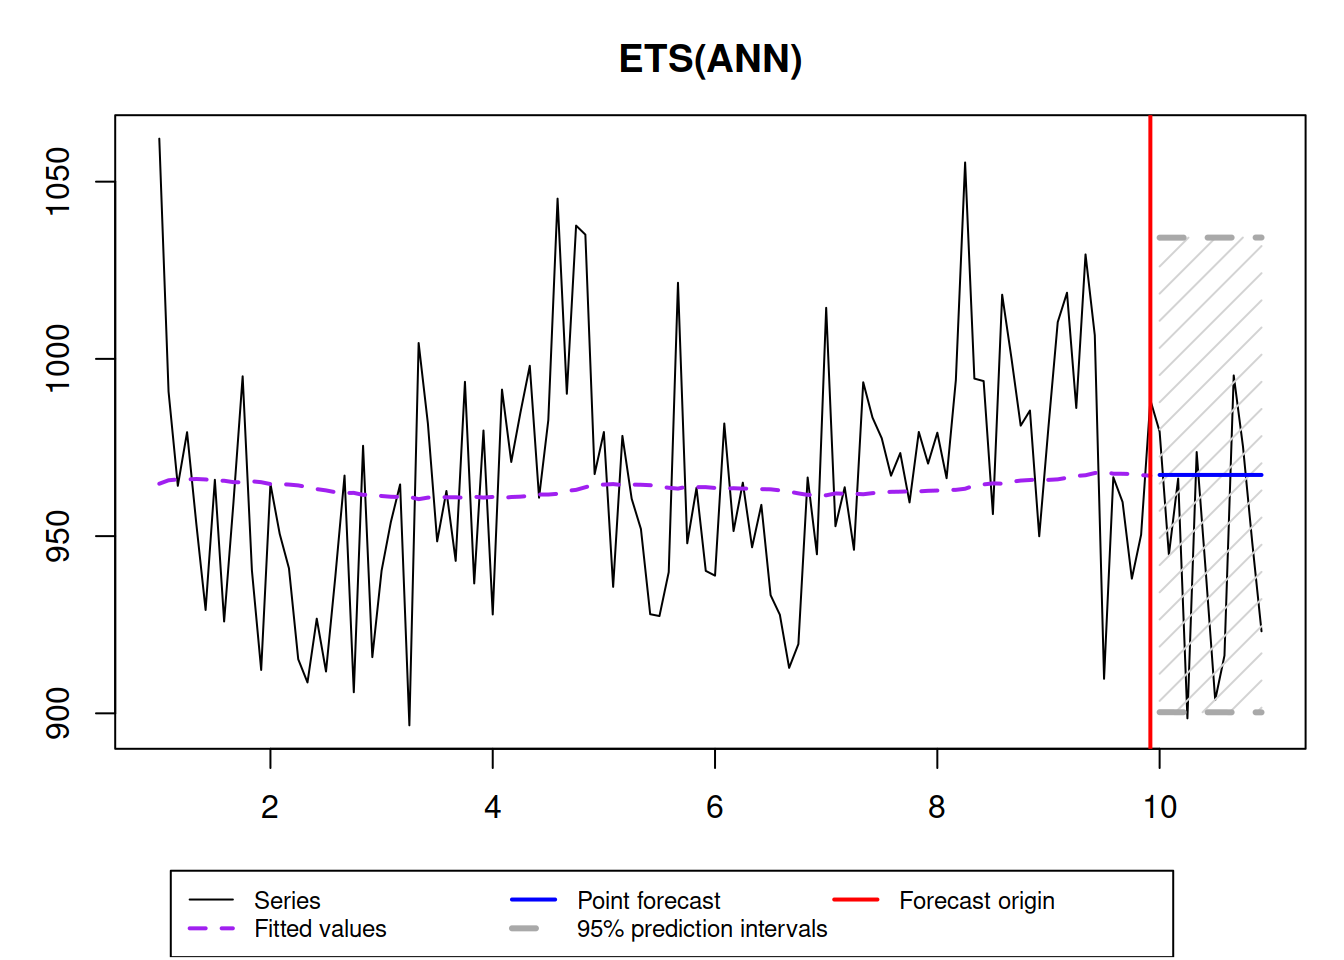 ETS(ANN)
1050
1000
950
900
2 4 6 8 10
Series Point forecast Forecast origin
Fitted values 95% prediction intervals